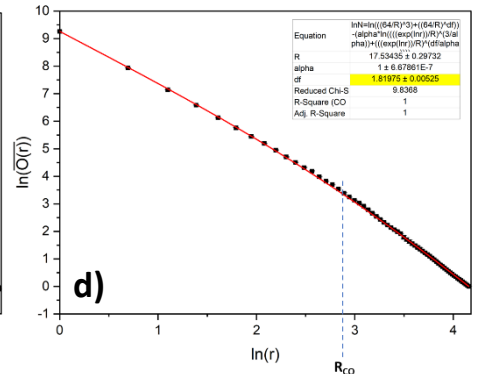 10
9
8
7
6
5
4
3
2
1
0
-1
ln(O(r))
Equation
lnN=ln(((64/R)^3)+((64/R)^df))
-(alpha*ln((((exp(lnr))/R)^(3/al
pha))+(((exp(lnr))/R)^(df/alpha
R 17.53435 ± 0.29732
alpha 1 ± 6.67861E-7
df 1.81975 ± 0.00525
Reduced Chi-S 9.8368
R-Square (CO 1
Adj. R-Square 1
d)
0 1 2 3 4
ln(r)
RCO